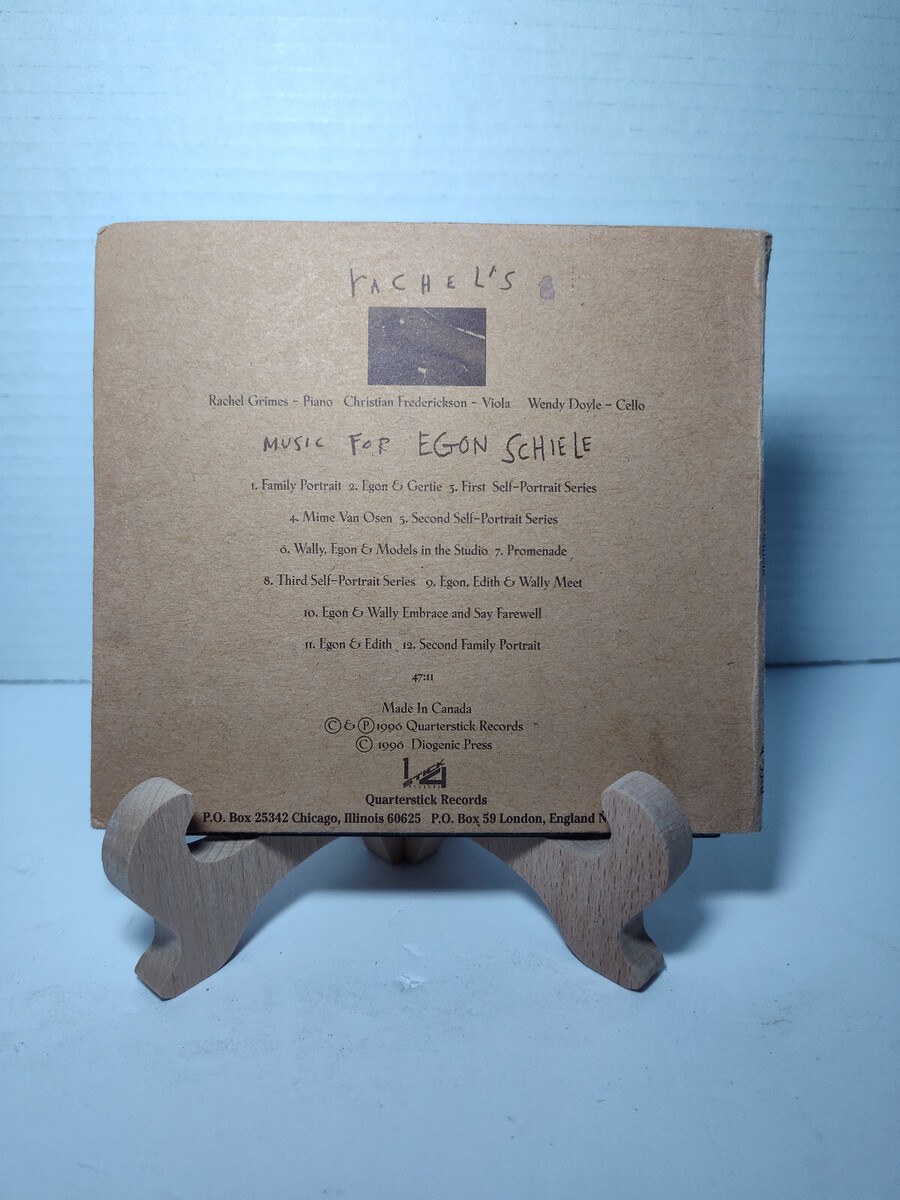 rACHEL'S
Rachel Grimes – Piano Christian Frederickson – Viola Wendy Doyle – Cello
MUSIC FOR EGON SCHIELE
1. Family Portrait 2. Egon & Gertie 3. First Self–Portrait Series
4. Mime Van Osen 5. Second Self–Portrait Series
6. Wally, Egon & Models in the Studio 7. Promenade
8. Third Self–Portrait Series 9. Egon, Edith & Wally Meet
10. Egon & Wally Embrace and Say Farewell
11. Egon & Edith 12. Second Family Portrait
47:11
Made In Canada
© & ℗ 1996 Quarterstick Records
© 1996 Diogenic Press
1/4 STICK
Quarterstick Records
P.O. Box 25342 Chicago, Illinois 60625 P.O. Box 59 London, England N